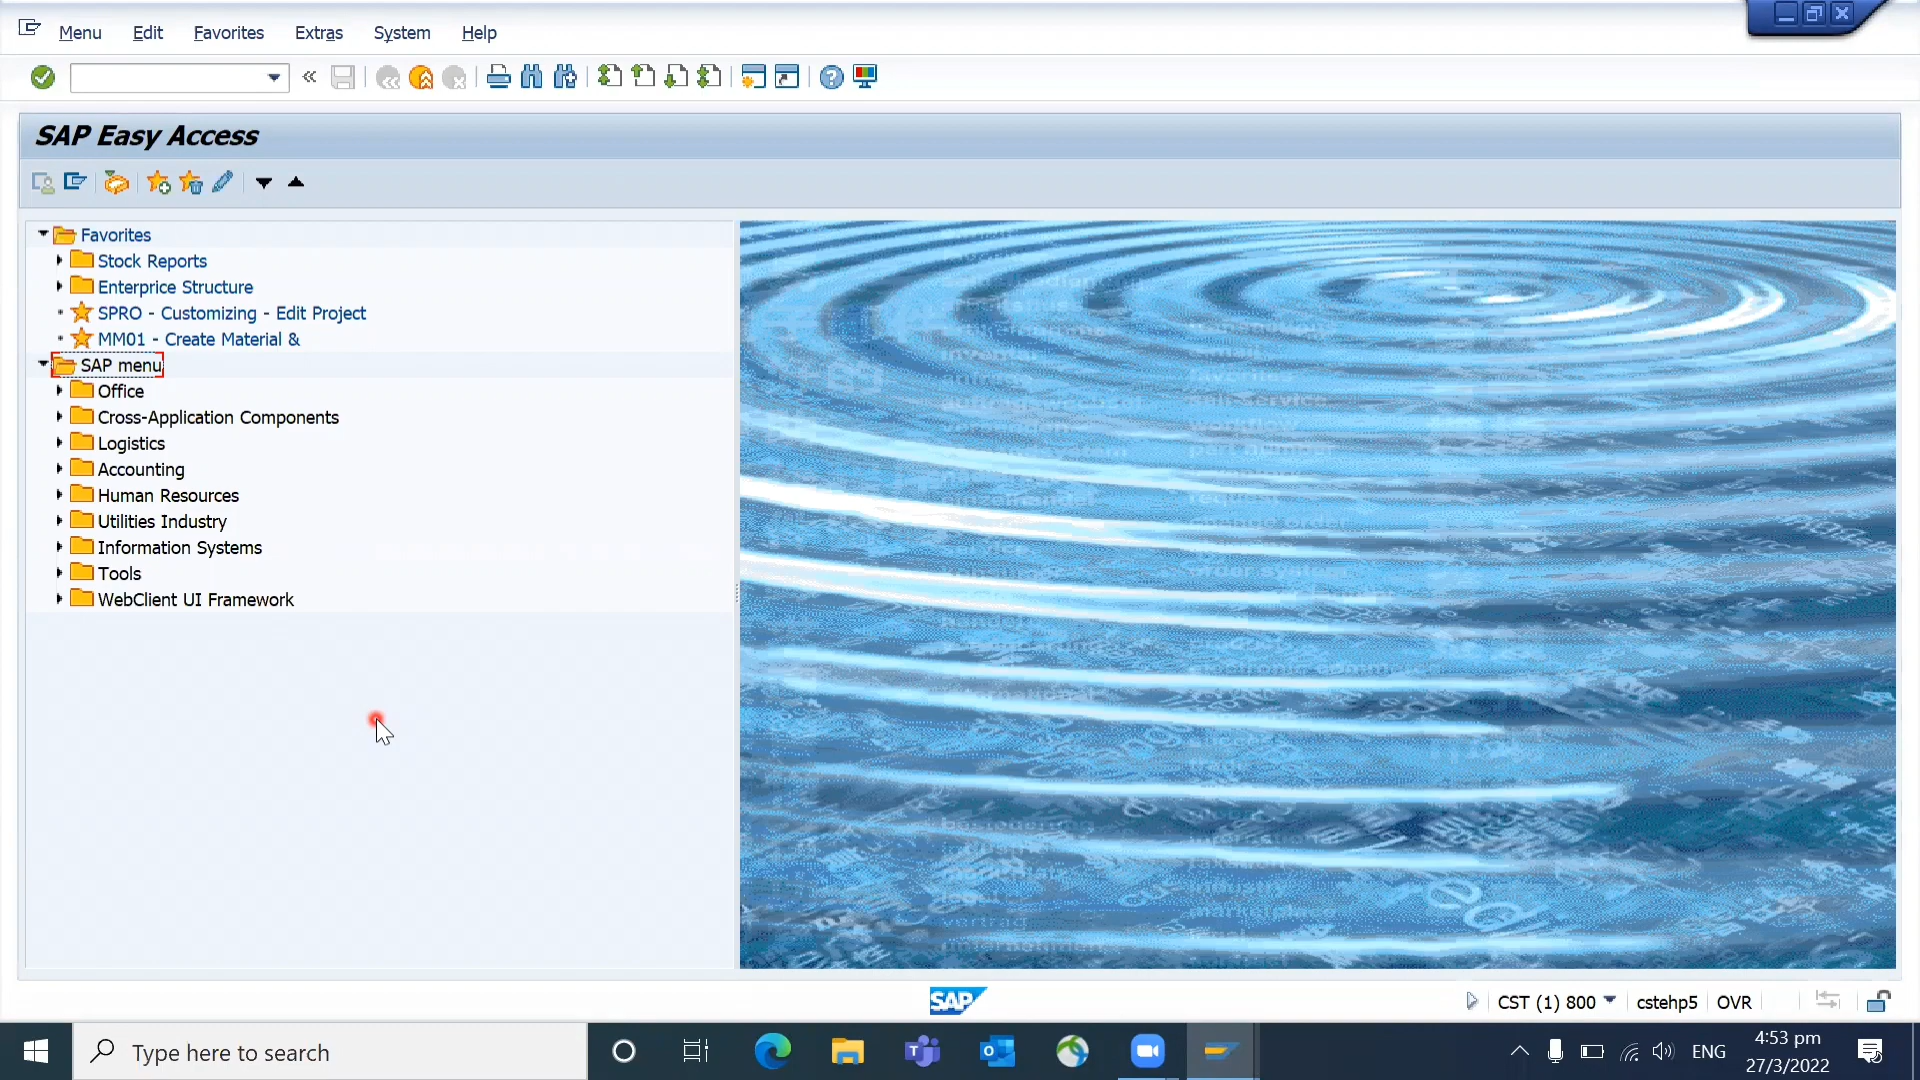 Menu Edit Favorites Extras System Help
SAP Easy Access
Favorites
Stock Reports
Enterprice Structure
SPRO - Customizing - Edit Project
MM01 - Create Material &
SAP menu
Office
Cross-Application Components
Logistics
Accounting
Human Resources
Utilities Industry
Information Systems
Tools
WebClient UI Framework
SAP
CST (1) 800 cstehp5 OVR
Type here to search
ENG
4:53 pm
27/3/2022